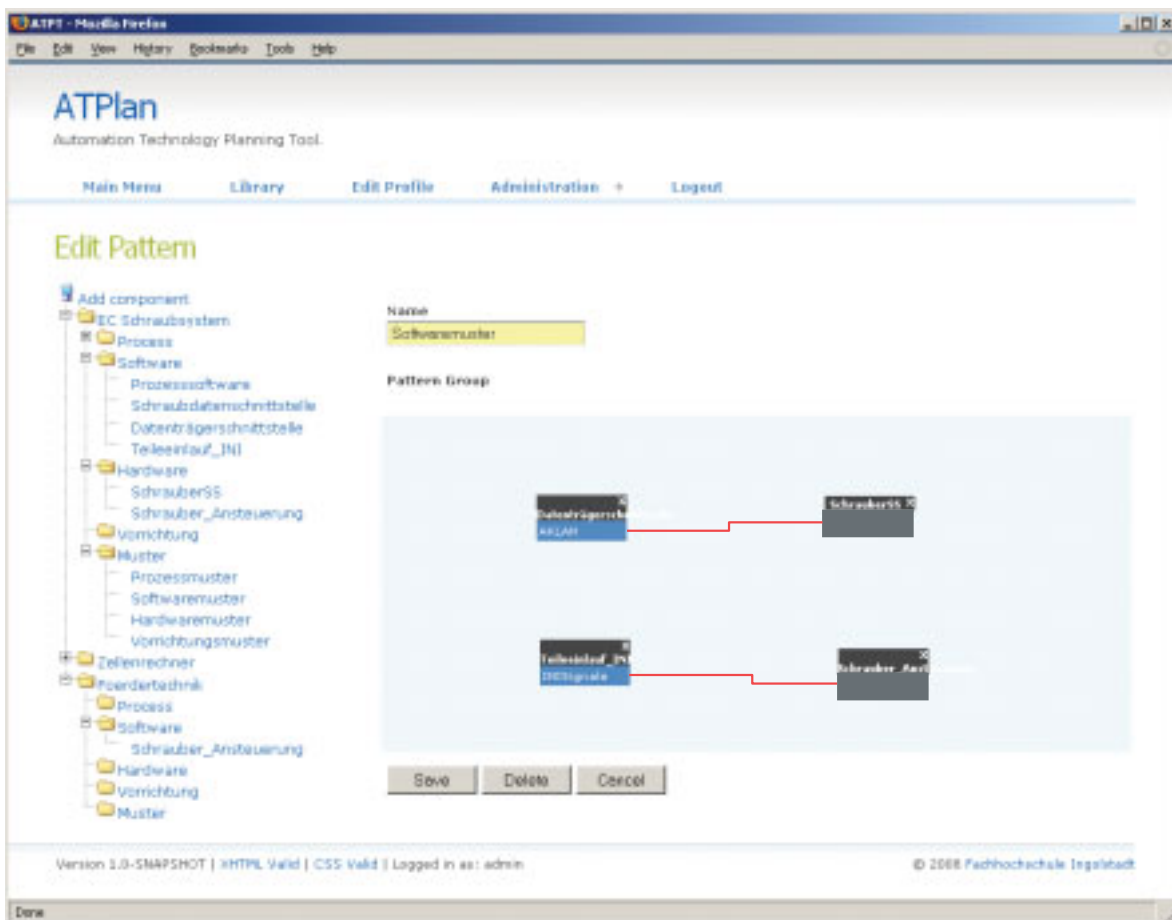 ATPT - Mozilla Firefox
File Edit View History Bookmarks Tools Help
ATPlan
Automation Technology Planning Tool.
Main Menu Library Edit Profile Administration Logout
Edit Pattern
Add component
EC Schraubsystem
Process
Software
Prozesssoftware
Schraubdatenschnittstelle
Datenträgerschnittstelle
Teileeinlauf_INI
Hardware
SchrauberSS
Schrauber_Ansteuerung
Vorrichtung
Muster
Prozessmuster
Softwaremuster
Hardwaremuster
Vorrichtungsmuster
Zellenrechner
Foerdertechnik
Process
Software
Schrauber_Ansteuerung
Hardware
Vorrichtung
Muster
Name
Softwaremuster
Pattern Group
SchrauberSS x
Teileeinlauf_INI
INISignale
Save Delete Cancel
Version 1.0-SNAPSHOT | XHTML Valid | CSS Valid | Logged in as: admin
© 2008 Fachhochschule Ingolstadt
Done